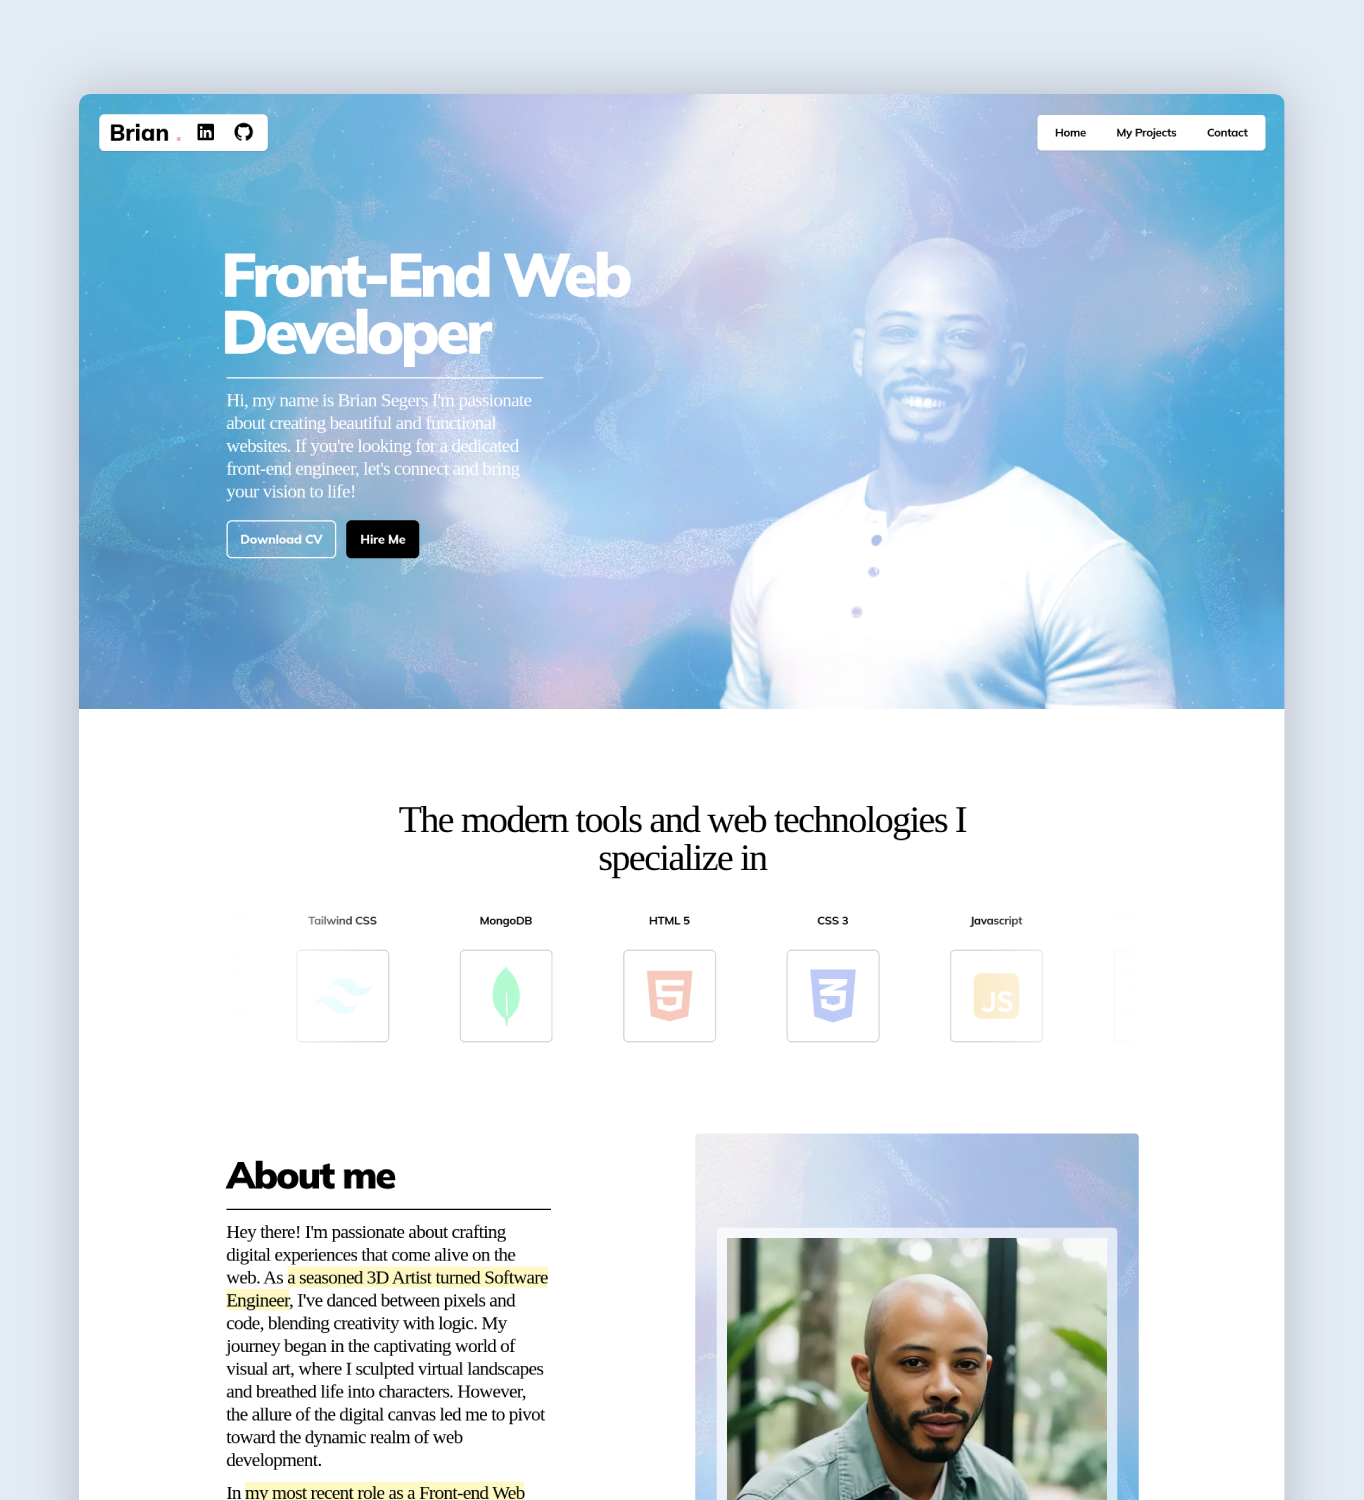 Brian .
Home My Projects Contact
Front-End Web
Developer
Hi, my name is Brian Segers I'm passionate
about creating beautiful and functional
websites. If you're looking for a dedicated
front-end engineer, let's connect and bring
your vision to life!
Download CV Hire Me
The modern tools and web technologies I
specialize in
Tailwind CSS MongoDB HTML 5 CSS 3 Javascript
JS
About me
Hey there! I'm passionate about crafting
digital experiences that come alive on the
web. As a seasoned 3D Artist turned Software
Engineer, I've danced between pixels and
code, blending creativity with logic. My
journey began in the captivating world of
visual art, where I sculpted virtual landscapes
and breathed life into characters. However,
the allure of the digital canvas led me to pivot
toward the dynamic realm of web
development.
In my most recent role as a Front-end Web